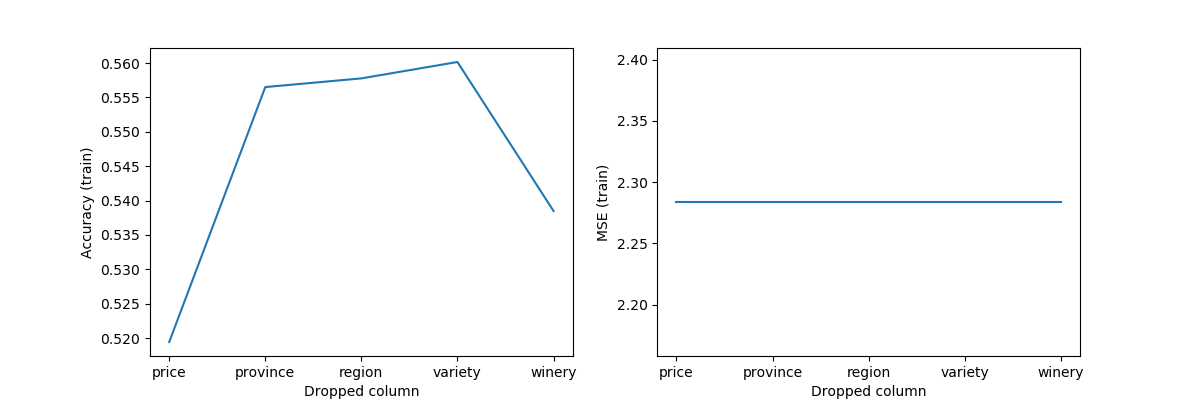 0.560
0.555
0.550
0.545
0.540
0.535
0.530
0.525
0.520
Accuracy (train)
price province region variety winery
Dropped column
2.40
2.35
2.30
2.25
2.20
MSE (train)
price province region variety winery
Dropped column